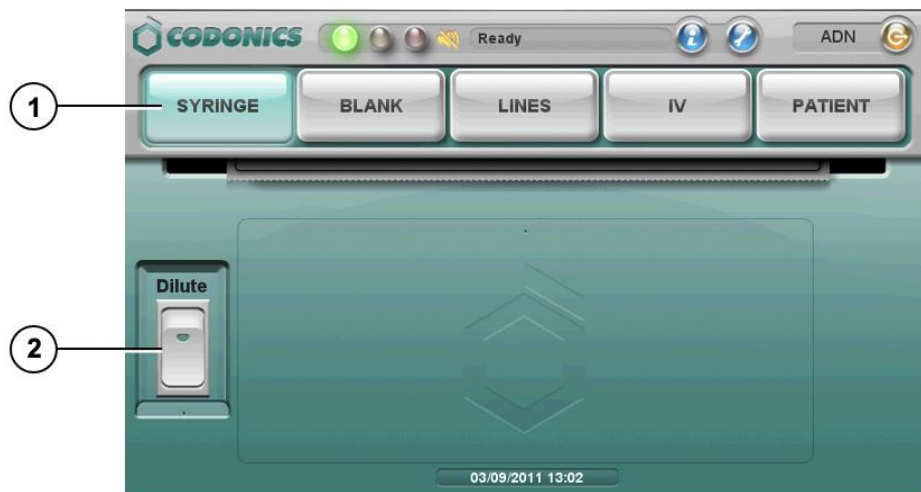 CODONICS Ready ADN
1 SYRINGE BLANK LINES IV PATIENT
Dilute
2
03/09/2011 13:02